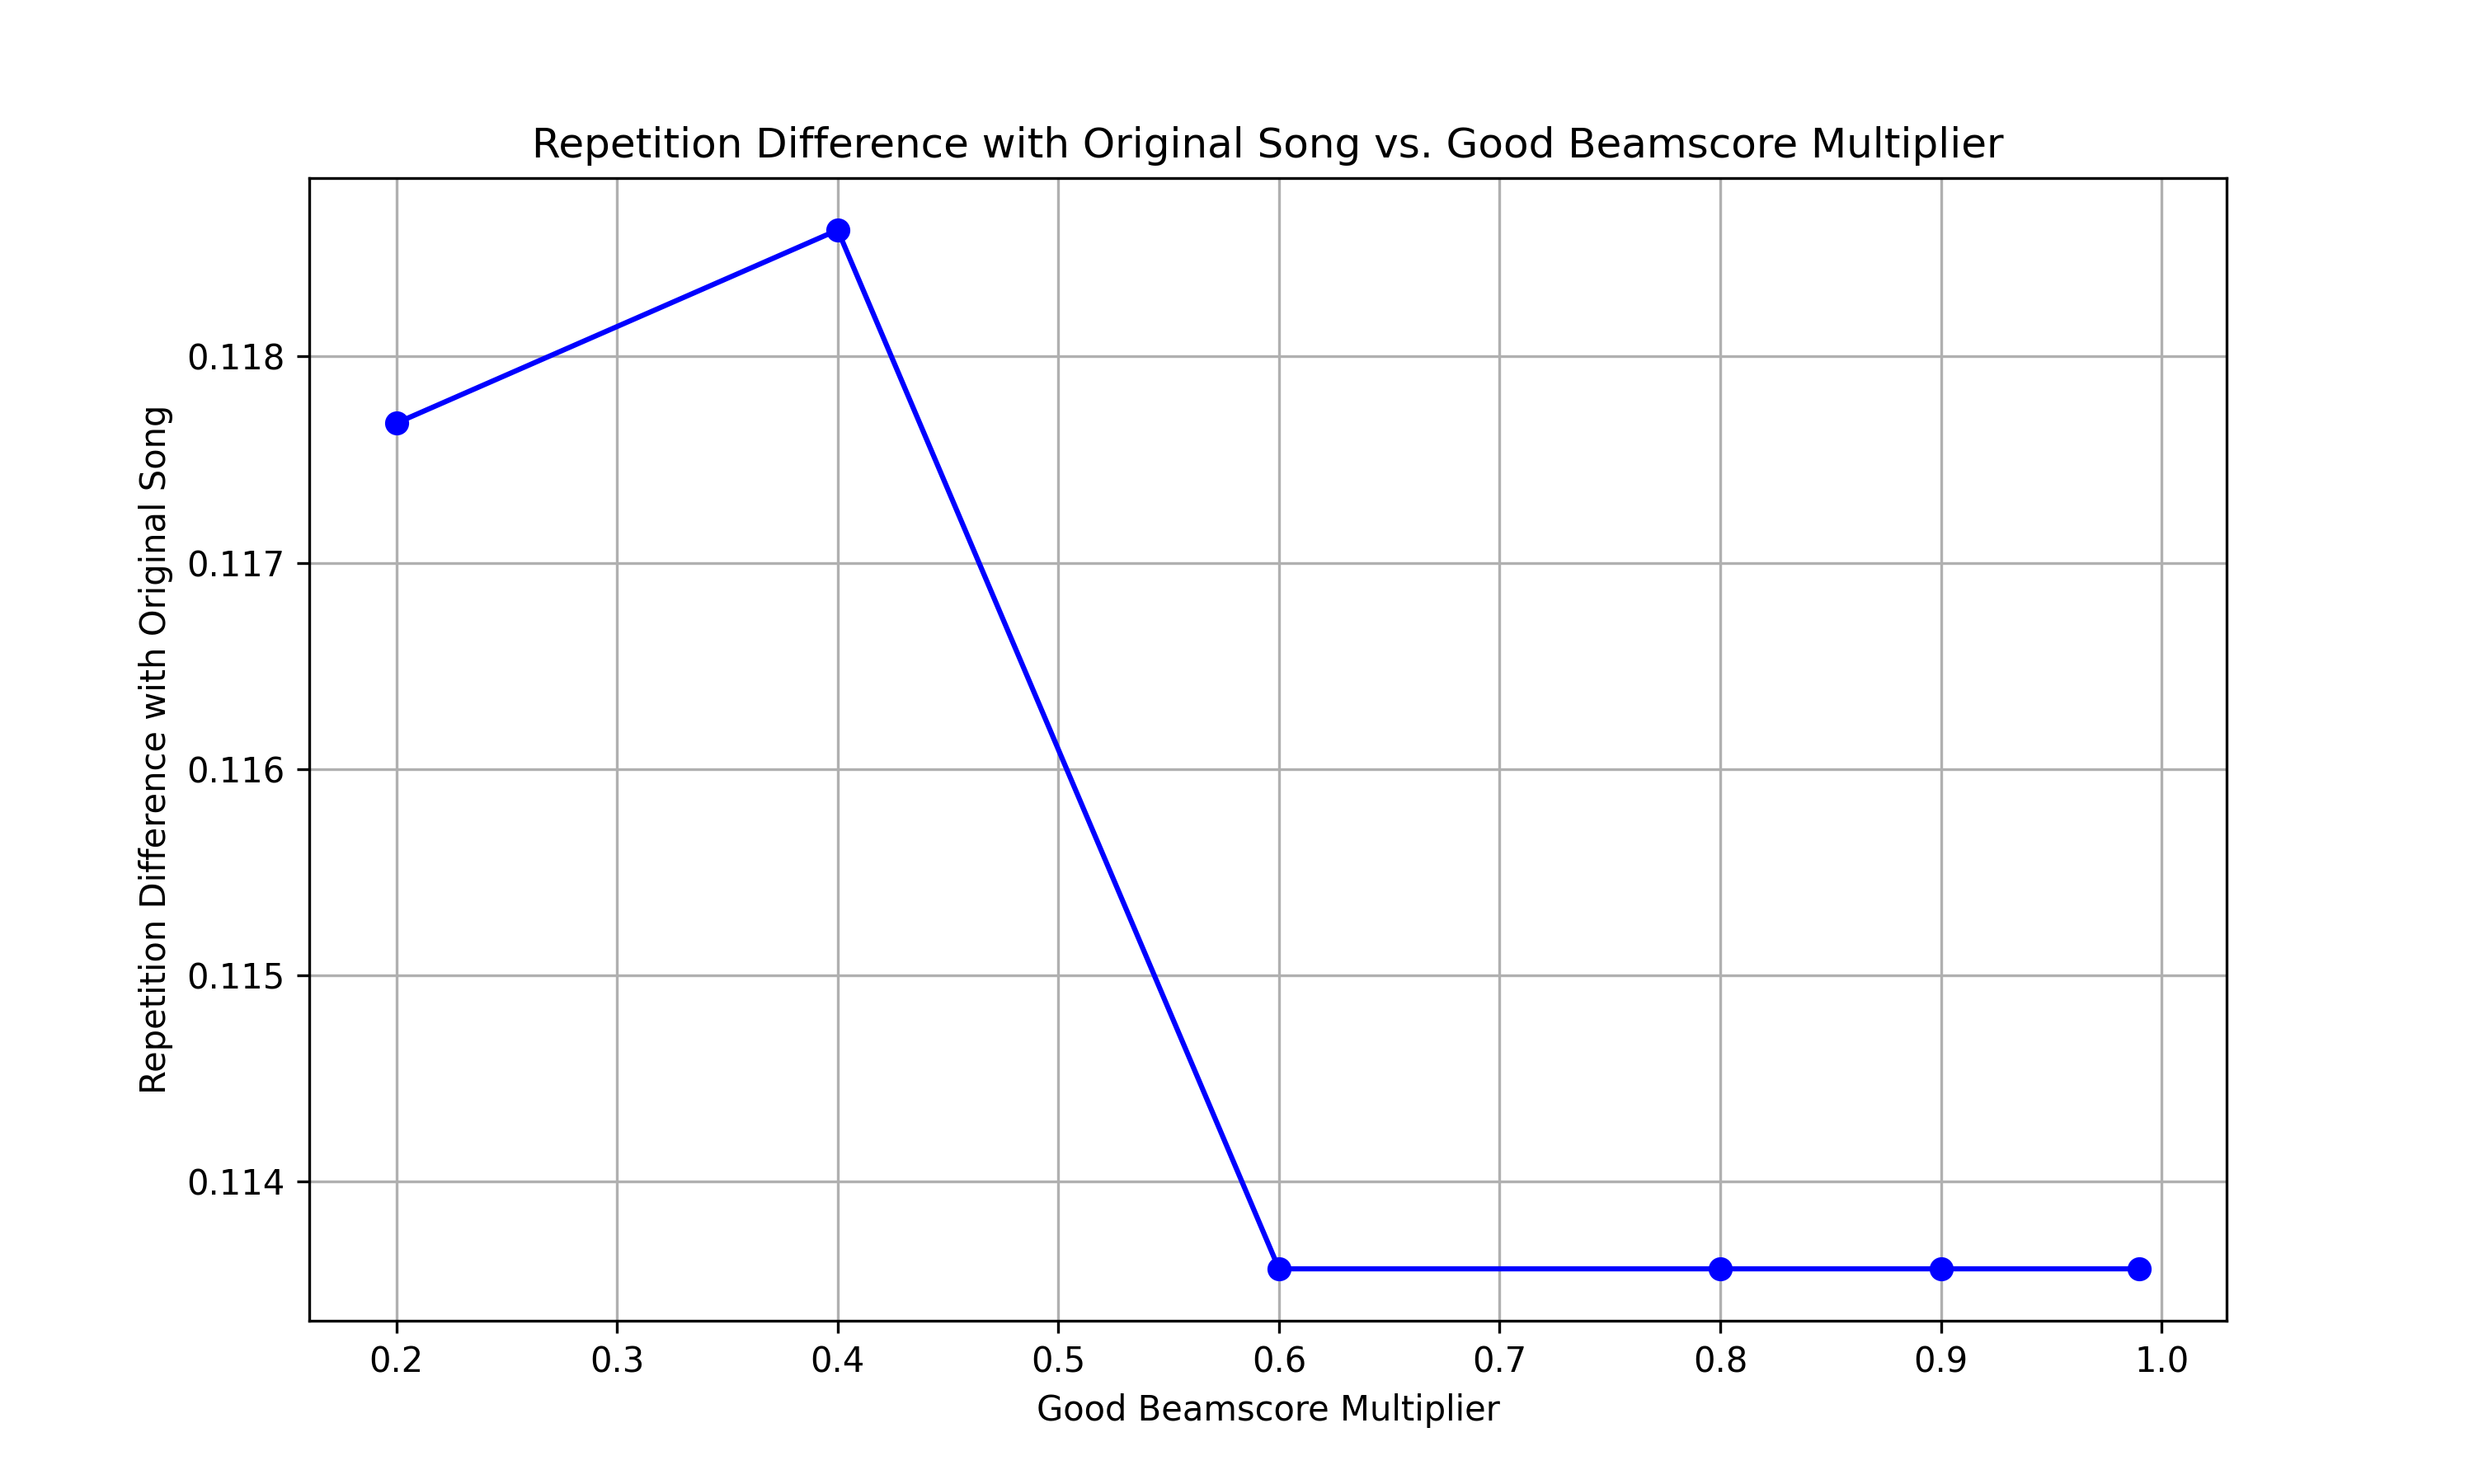 Repetition Difference with Original Song vs. Good Beamscore Multiplier
Repetition Difference with Original Song
0.118
0.117
0.116
0.115
0.114
0.2 0.3 0.4 0.5 0.6 0.7 0.8 0.9 1.0
Good Beamscore Multiplier